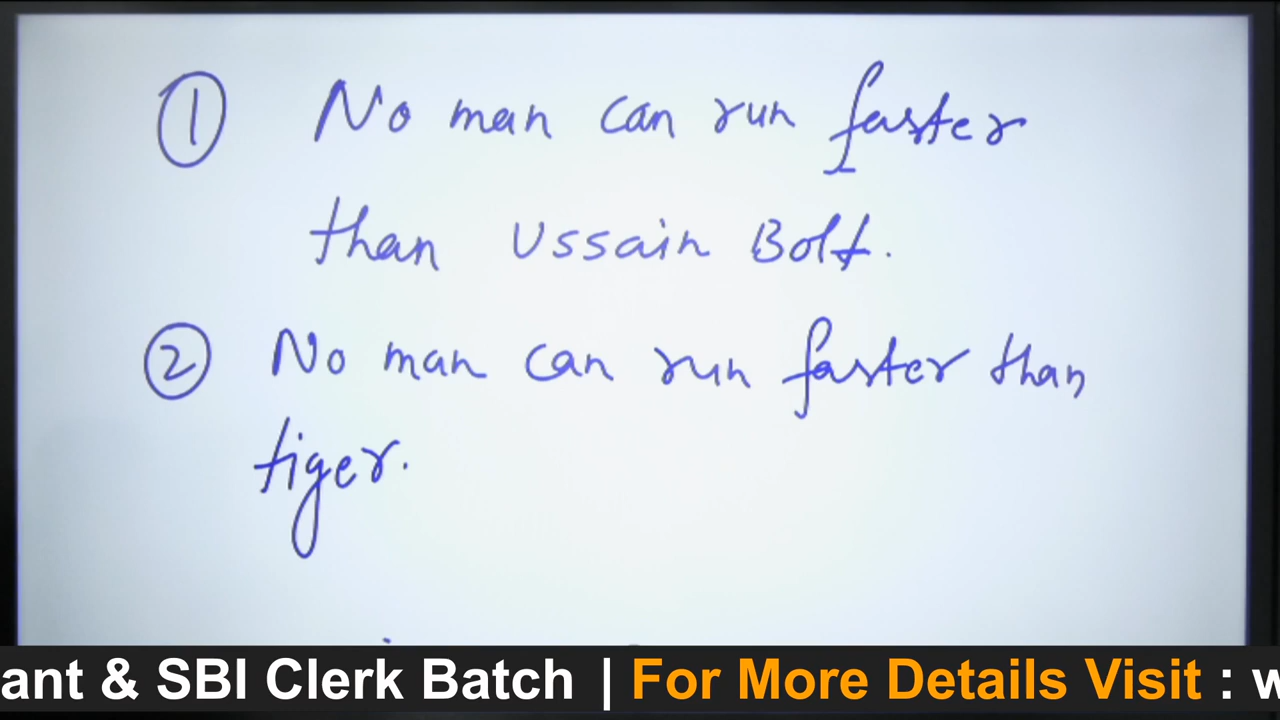 ① No man can run faster
than Ussain Bolt.
② No man can run faster than
tiger.
ant & SBI Clerk Batch | For More Details Visit : w